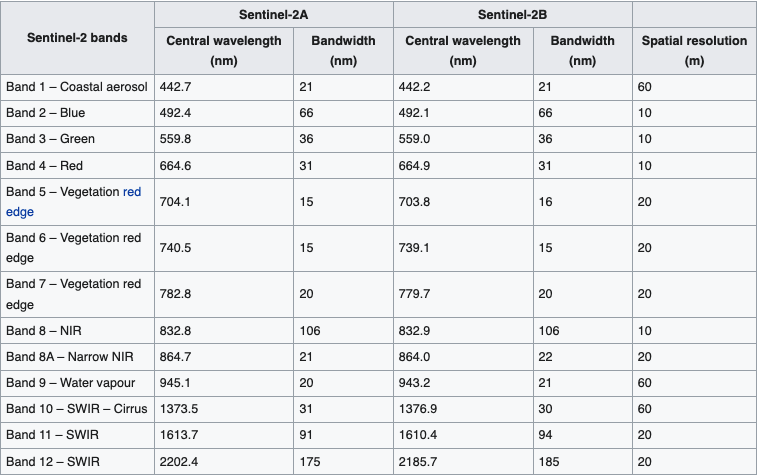 Sentinel-2 bands Sentinel-2A Sentinel-2B
Central wavelength (nm) Bandwidth (nm) Central wavelength (nm) Bandwidth (nm) Spatial resolution (m)
Band 1 – Coastal aerosol 442.7 21 442.2 21 60
Band 2 – Blue 492.4 66 492.1 66 10
Band 3 – Green 559.8 36 559.0 36 10
Band 4 – Red 664.6 31 664.9 31 10
Band 5 – Vegetation red edge 704.1 15 703.8 16 20
Band 6 – Vegetation red edge 740.5 15 739.1 15 20
Band 7 – Vegetation red edge 782.8 20 779.7 20 20
Band 8 – NIR 832.8 106 832.9 106 10
Band 8A – Narrow NIR 864.7 21 864.0 22 20
Band 9 – Water vapour 945.1 20 943.2 21 60
Band 10 – SWIR – Cirrus 1373.5 31 1376.9 30 60
Band 11 – SWIR 1613.7 91 1610.4 94 20
Band 12 – SWIR 2202.4 175 2185.7 185 20